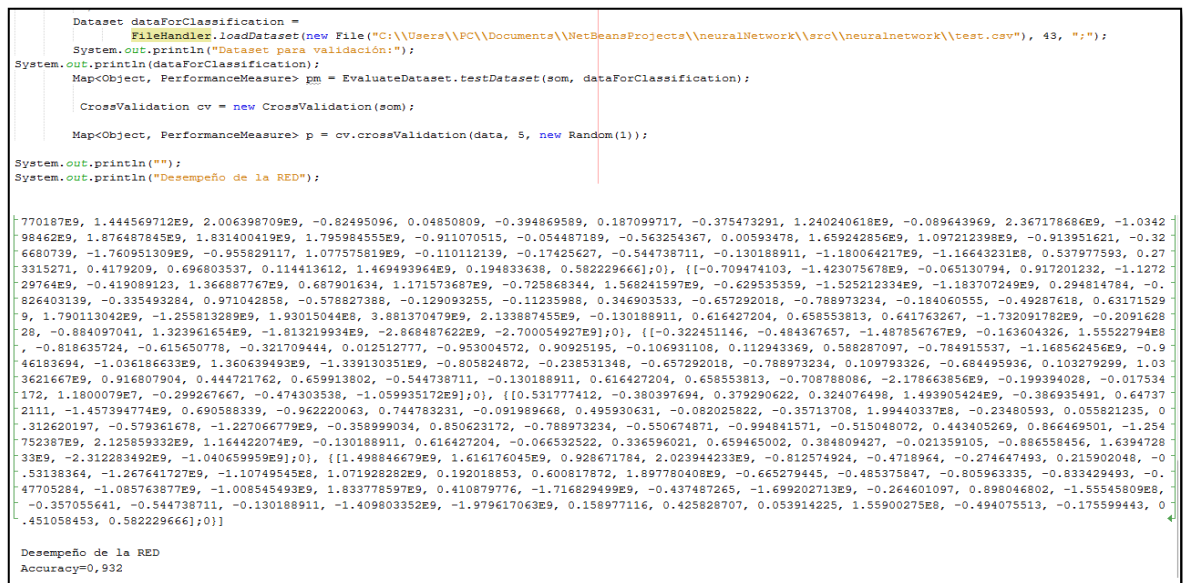 Dataset dataForClassification =
FileHandler.loadDataset(new File("C:\\Users\\PC\\Documents\\NetBeansProjects\\neuralNetwork\\src\\neuralnetwork\\test.csv"), 43, ";");
System.out.println("Dataset para validación:");
System.out.println(dataForClassification);
Map<Object, PerformanceMeasure> pm = EvaluateDataset.testDataset(som, dataForClassification);
CrossValidation cv = new CrossValidation(som);
Map<Object, PerformanceMeasure> p = cv.crossValidation(data, 5, new Random(1));
System.out.println("");
System.out.println("Desempeño de la RED");
770187E9, 1.444569712E9, 2.006398709E9, -0.82495096, 0.04850809, -0.394869589, 0.187099717, -0.375473291, 1.240240618E9, -0.089643969, 2.367178686E9, -1.0342
98462E9, 1.876487845E9, 1.831400419E9, 1.795984555E9, -0.911070515, -0.054487189, -0.563254367, 0.00593478, 1.659242856E9, 1.097212398E9, -0.913951621, -0.32
6680739, -1.760951309E9, -0.955829117, 1.077575819E9, -0.110112139, -0.17425627, -0.544738711, -0.130188911, -1.180064217E9, -1.16643231E8, 0.537977593, 0.27
3315271, 0.4179209, 0.696803537, 0.114413612, 1.469493964E9, 0.194833638, 0.582229666];0}, {[-0.709474103, -1.423075678E9, -0.065130794, 0.917201232, -1.1272
29764E9, -0.419089123, 1.366887767E9, 0.687901634, 1.171573687E9, -0.725868344, 1.568241597E9, -0.629535359, -1.525212334E9, -1.183707249E9, 0.294814784, -0.
826403139, -0.335493284, 0.971042858, -0.578827388, -0.129093255, -0.11235988, 0.346903533, -0.657292018, -0.788973234, -0.184060555, -0.49287618, 0.63171529
9, 1.790113042E9, -1.255813289E9, 1.93015044E8, 3.881370479E9, 2.133887455E9, -0.130188911, 0.616427204, 0.658553813, 0.641763267, -1.732091782E9, -0.2091628
28, -0.884097041, 1.323961654E9, -1.813219934E9, -2.868487622E9, -2.700054927E9];0}, {[-0.322451146, -0.484367657, -1.487856767E9, -0.163604326, 1.55522794E8
, -0.818635724, -0.615650778, -0.321709444, 0.012512777, -0.953004572, 0.90925195, -0.106931108, 0.112943369, 0.588287097, -0.784915537, -1.168562456E9, -0.9
46183694, -1.036186633E9, 1.360639493E9, -1.339130351E9, -0.805824872, -0.238531348, -0.657292018, -0.788973234, 0.109793326, -0.684495936, 0.103279299, 1.03
3621667E9, 0.916807904, 0.444721762, 0.659913802, -0.544738711, -0.130188911, 0.616427204, 0.658553813, -0.708788086, -2.178663856E9, -0.199394028, -0.017534
172, 1.1800079E7, -0.299267667, -0.474303538, -1.059935172E9];0}, {[0.531777412, -0.380397694, 0.379290622, 0.324076498, 1.493905424E9, -0.386935491, 0.64737
2111, -1.457394774E9, 0.690588339, -0.962220063, 0.744783231, -0.091989668, 0.495930631, -0.082025822, -0.35713708, 1.99440337E8, -0.23480593, 0.055821235, 0
.312620197, -0.579361678, -1.227066779E9, -0.358999034, 0.850623172, -0.788973234, -0.550674871, -0.994841571, -0.515048072, 0.443405269, 0.866469501, -1.254
752387E9, 2.125859332E9, 1.164422074E9, -0.130188911, 0.616427204, -0.066532522, 0.336596021, 0.659465002, 0.384809427, -0.021359105, -0.886558456, 1.6394728
33E9, -2.312283492E9, -1.040659959E9];0}, {[1.498846679E9, 1.616176045E9, 0.928671784, 2.023944233E9, -0.812574924, -0.4718964, -0.274647493, 0.215902048, -0
.53138364, -1.267641727E9, -1.10749545E8, 1.071928282E9, 0.192018853, 0.600817872, 1.897780408E9, -0.665279445, -0.485375847, -0.805963335, -0.833429493, -0.
47705284, -1.085763877E9, -1.008545493E9, 1.833778597E9, 0.410879776, -1.716829499E9, -0.437487265, -1.699202713E9, -0.264601097, 0.898046802, -1.55545809E8,
-0.357055641, -0.544738711, -0.130188911, -1.409803352E9, -1.979617063E9, 0.158977116, 0.425828707, 0.053914225, 1.55900275E8, -0.494075513, -0.175599443, 0
.451058453, 0.582229666];0}]
Desempeño de la RED
Accuracy=0,932